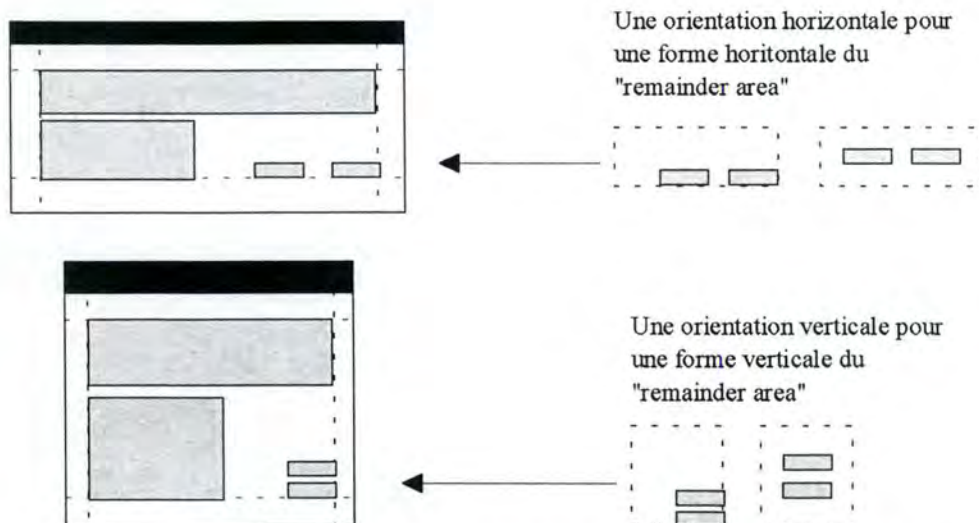 Une orientation horizontale pour
une forme horitontale du
"remainder area"
Une orientation verticale pour
une forme verticale du
"remainder area"